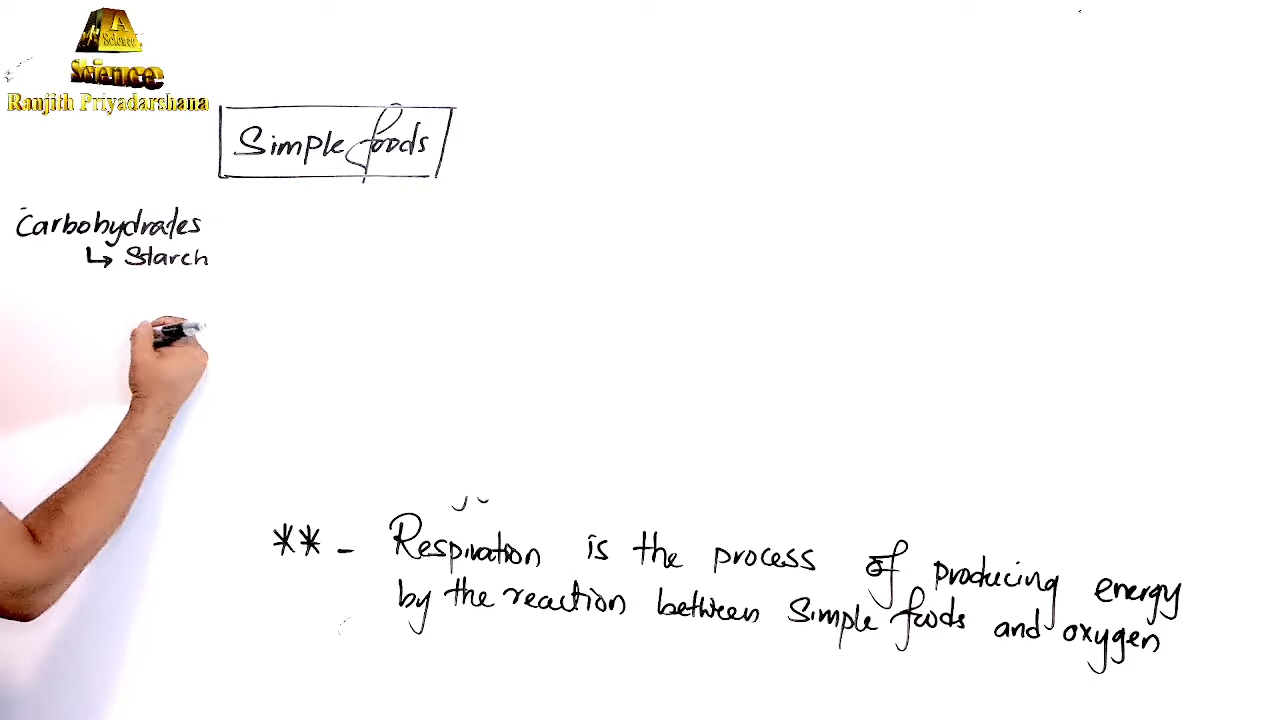 A
Science
Science
Ranjith Priyadarshana
Simple foods
Carbohydrates
↳ Starch
** - Respiration is the process of producing energy
by the reaction between Simple foods and oxygen